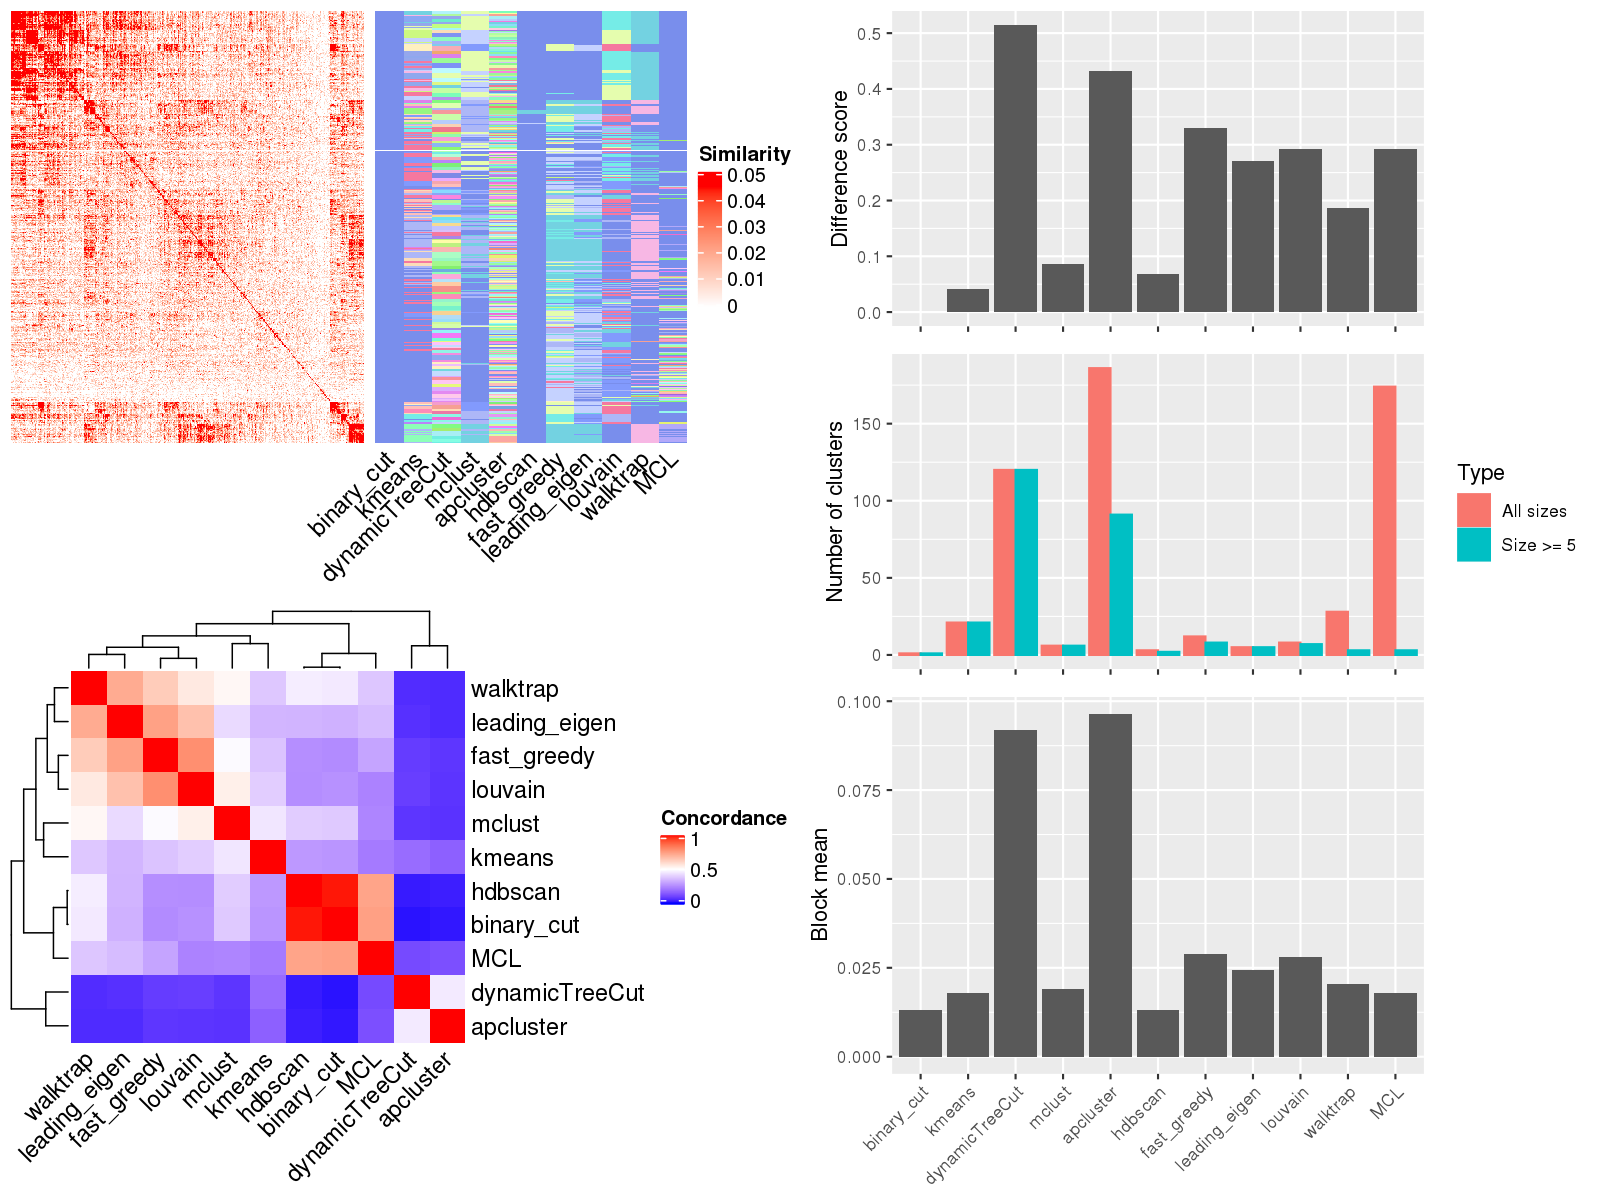 Similarity
0.05
0.04
0.03
0.02
0.01
0
binary_cut
kmeans
dynamicTreeCut
mclust
apcluster
hdbscan
fast_greedy
leading_eigen
louvain
walktrap
MCL
walktrap
leading_eigen
fast_greedy
louvain
mclust
kmeans
hdbscan
binary_cut
MCL
dynamicTreeCut
apcluster
walktrap
leading_eigen
fast_greedy
louvain
mclust
kmeans
hdbscan
binary_cut
MCL
dynamicTreeCut
apcluster
Concordance
1
0.5
0
Difference score
0.5
0.4
0.3
0.2
0.1
0.0
Number of clusters
150
100
50
0
Type
All sizes
Size >= 5
Block mean
0.100
0.075
0.050
0.025
0.000
binary_cut
kmeans
dynamicTreeCut
mclust
apcluster
hdbscan
fast_greedy
leading_eigen
louvain
walktrap
MCL